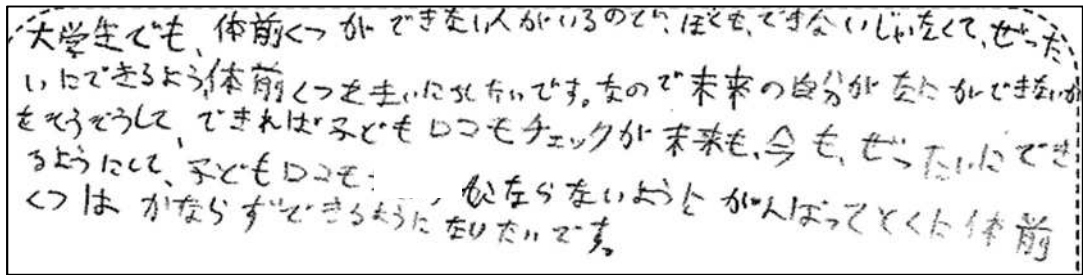 大学生でも、体前くつができない人がいるので、ぼくも、できないじゃなくて、ぜった
いにできるよう体前くつをまいにちしたいです。なので未来の自分がなにができないか
をそうぞうして、できれば子どもロコモチェックが未来も、今も、ぜったいにでき
るようにして、子どもロコモ にならないようにがんばってとくに体前
くつはかならずできるようになりたいです。